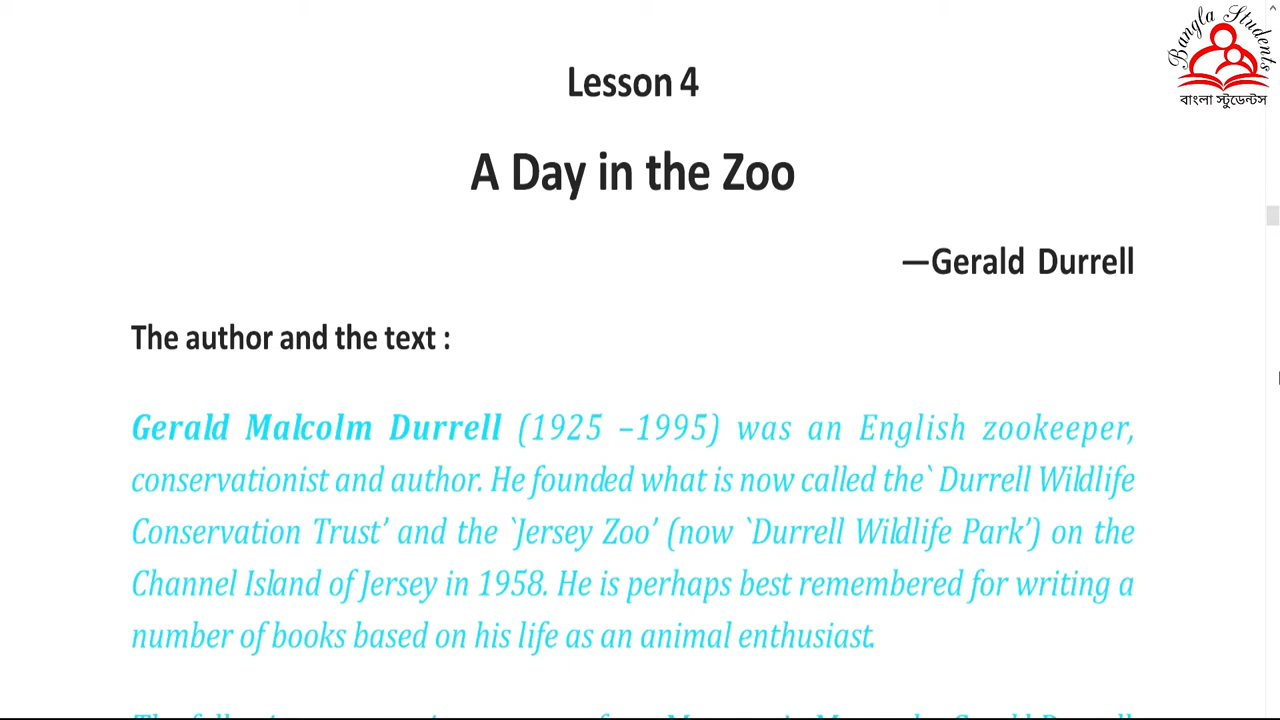 Bangla Students
বাংলা স্টুডেন্টস
Lesson 4
A Day in the Zoo
—Gerald Durrell
The author and the text :
Gerald Malcolm Durrell (1925 –1995) was an English zookeeper,
conservationist and author. He founded what is now called the` Durrell Wildlife
Conservation Trust’ and the `Jersey Zoo’ (now `Durrell Wildlife Park’) on the
Channel Island of Jersey in 1958. He is perhaps best remembered for writing a
number of books based on his life as an animal enthusiast.